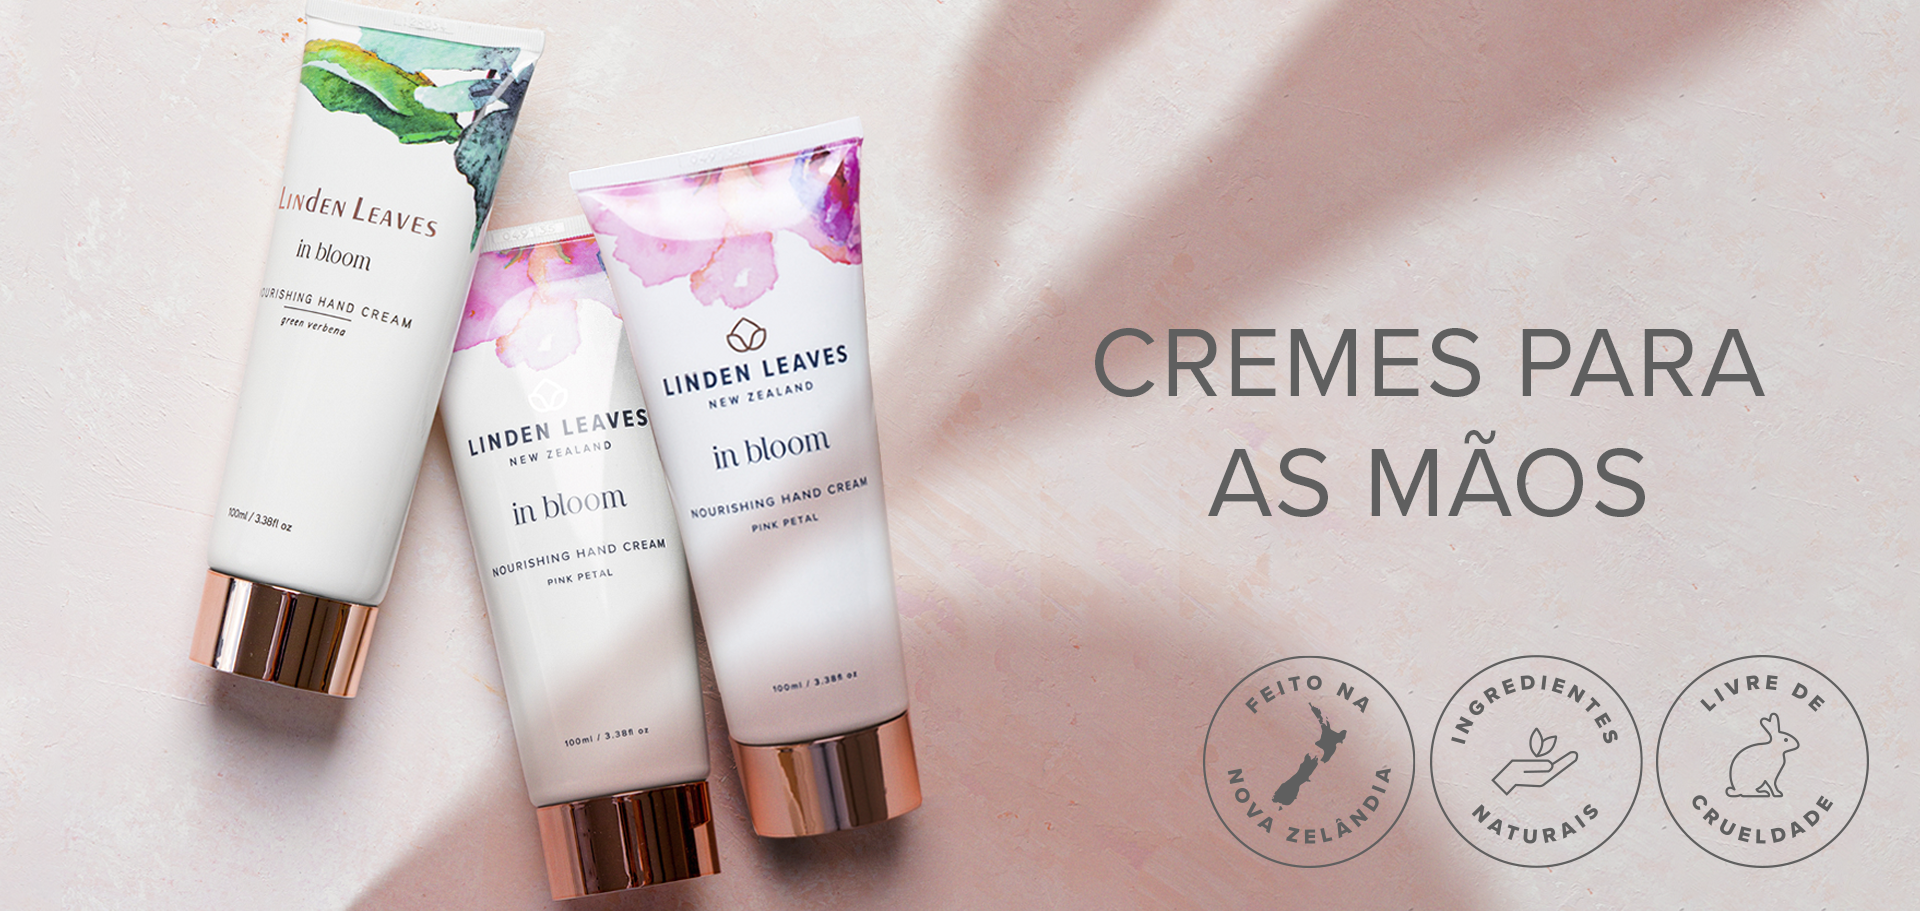 LINDEN LEAVES
in bloom
NOURISHING HAND CREAM
green verbena
100ml / 3.38fl oz
LINDEN LEAVES
NEW ZEALAND
in bloom
NOURISHING HAND CREAM
PINK PETAL
100ml / 3.38fl oz
LINDEN LEAVES
NEW ZEALAND
in bloom
NOURISHING HAND CREAM
PINK PETAL
100ml / 3.38fl oz
CREMES PARA
AS MÃOS
FEITO NA
NOVA ZELÂNDIA
INGREDIENTES
NATURAIS
LIVRE DE
CRUELDADE